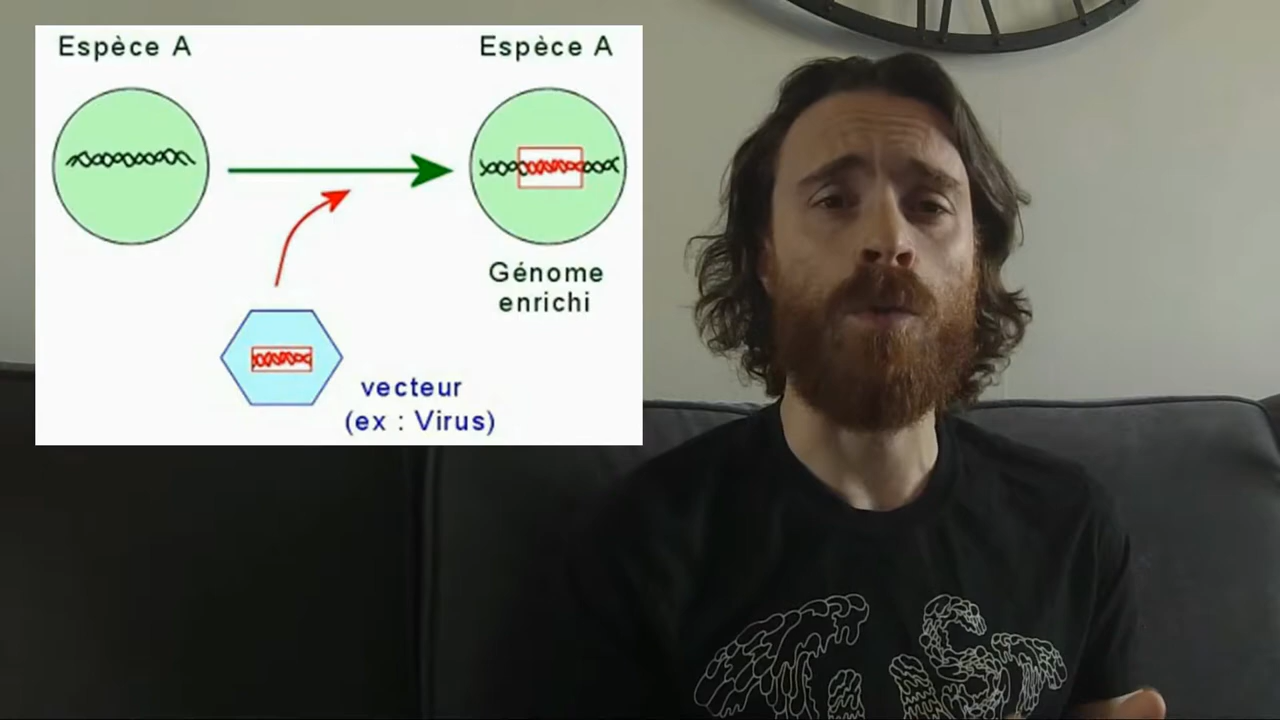 Espèce A
Espèce A
Génome
enrichi
vecteur
(ex : Virus)